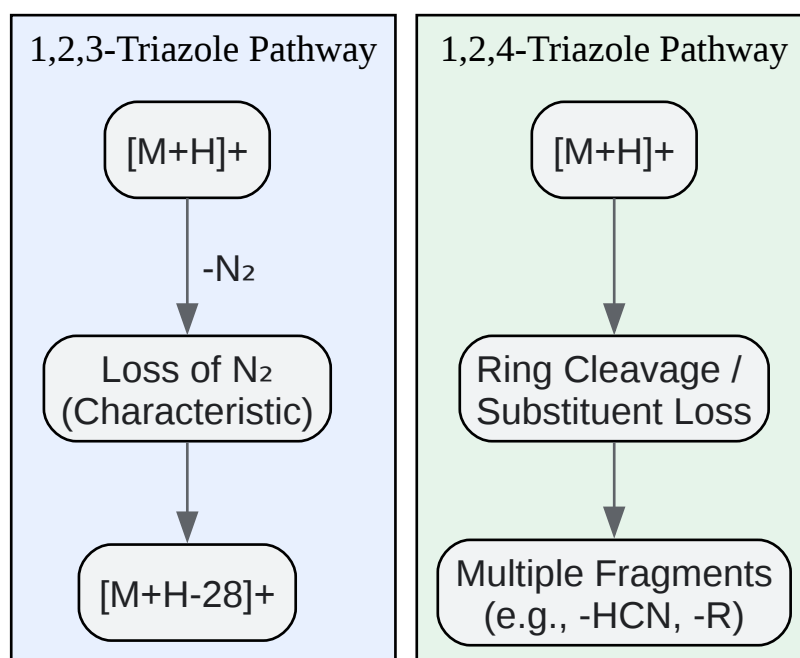 1,2,3-Triazole Pathway
[M+H]+
-N₂
Loss of N₂
(Characteristic)
[M+H-28]+
1,2,4-Triazole Pathway
[M+H]+
Ring Cleavage /
Substituent Loss
Multiple Fragments
(e.g., -HCN, -R)